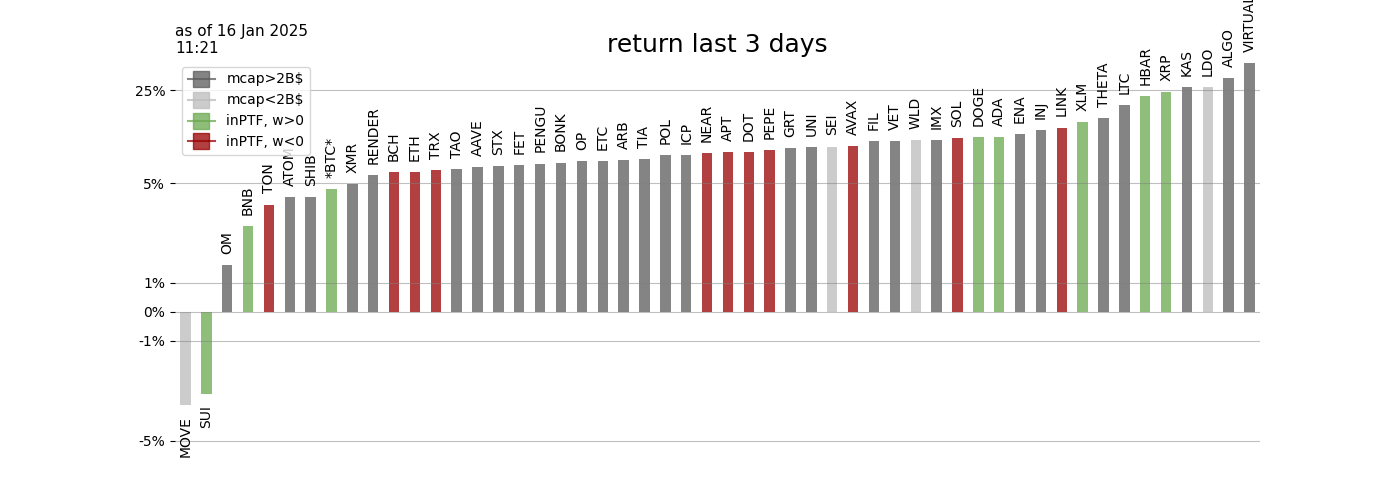 as of 16 Jan 2025
11:21
return last 3 days
mcap>2B$
mcap<2B$
inPTF, w>0
inPTF, w<0
25%
5%
1%
0%
-1%
-5%
MOVE
SUI
OM
BNB
TON
ATOM
SHIB
*BTC*
XMR
RENDER
BCH
ETH
TRX
TAO
AAVE
STX
FET
PENGU
BONK
OP
ETC
ARB
TIA
POL
ICP
NEAR
APT
DOT
PEPE
GRT
UNI
SEI
AVAX
FIL
VET
WLD
IMX
SOL
DOGE
ADA
ENA
INJ
LINK
XLM
THETA
LTC
HBAR
XRP
KAS
LDO
ALGO
VIRTUAL